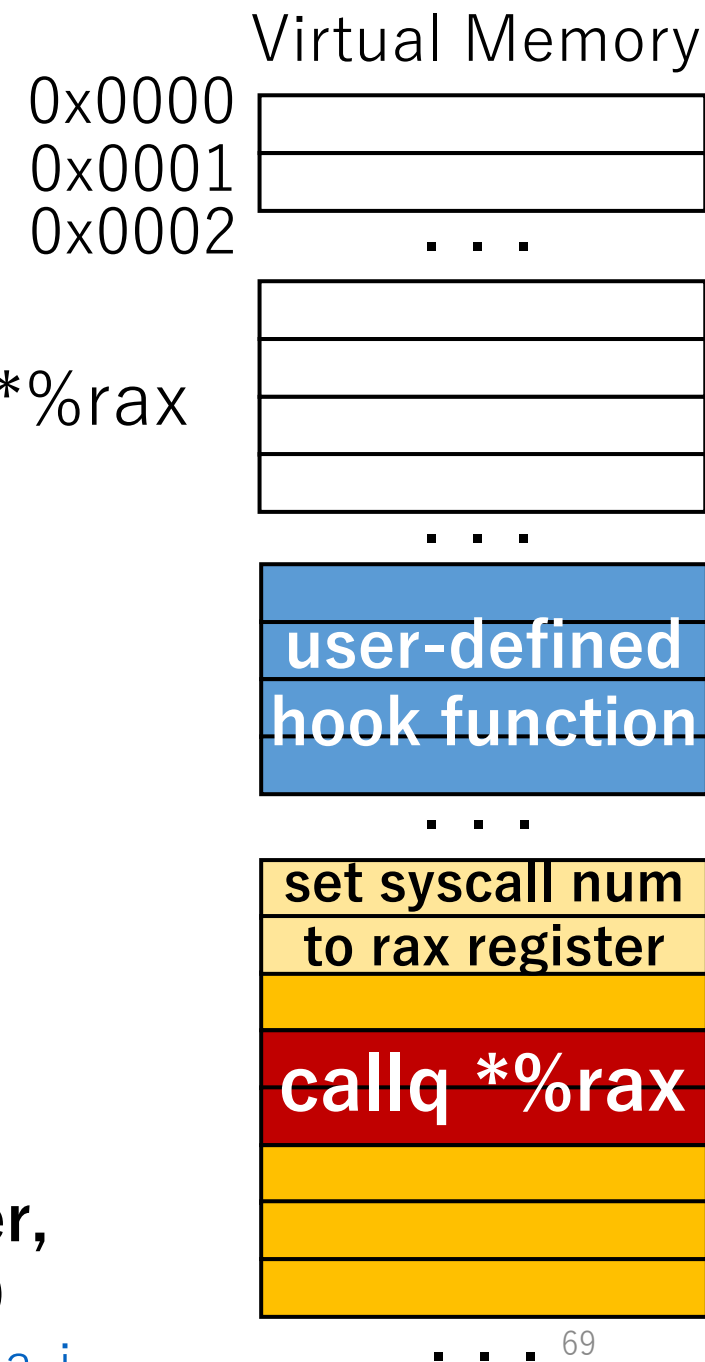 Virtual Memory
0x0000
0x0001
0x0002
. . .
*%rax
. . .
user-defined
hook function
. . .
set syscall num
to rax register
callq *%rax
er,
)
. . .
69